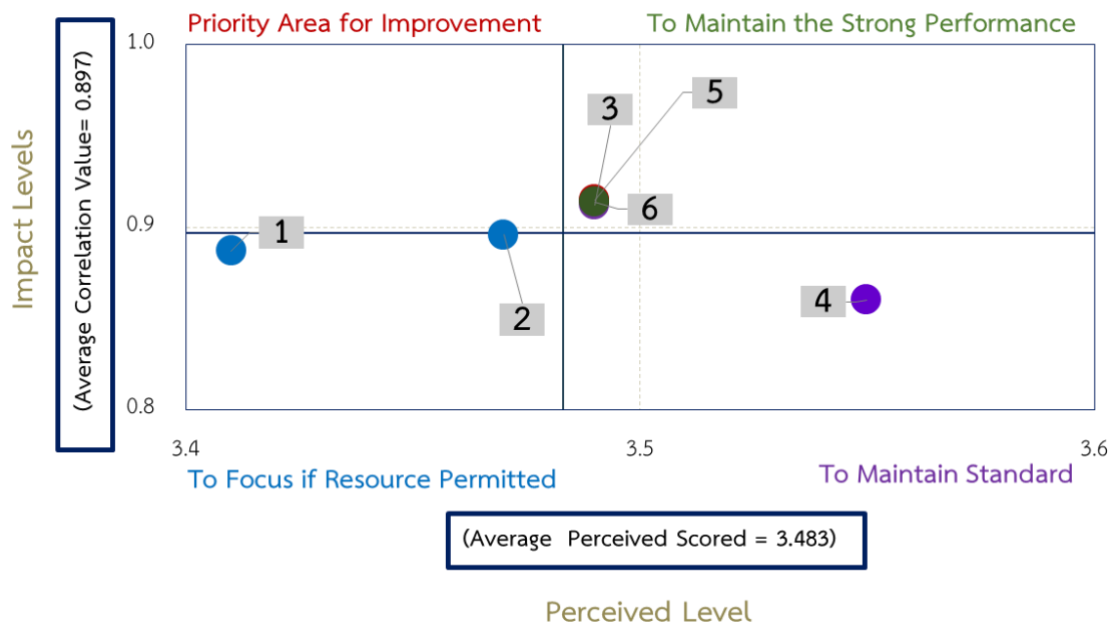 Priority Area for Improvement
To Maintain the Strong Performance
1.0
0.9
0.8
Impact Levels
(Average Correlation Value= 0.897)
3
5
6
1
2
4
3.4
3.5
3.6
To Focus if Resource Permitted
To Maintain Standard
(Average  Perceived Scored = 3.483)
Perceived Level